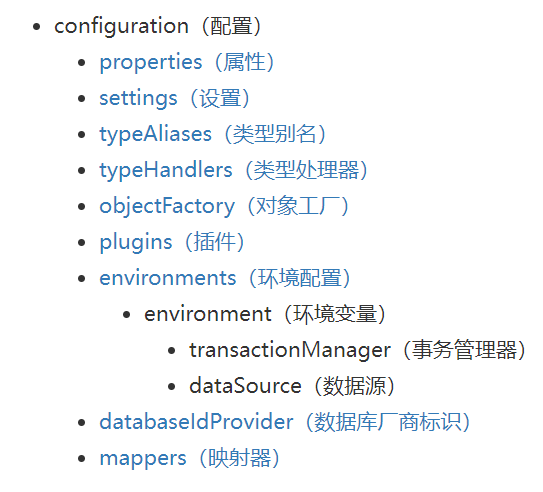 configuration（配置）
properties（属性）
settings（设置）
typeAliases（类型别名）
typeHandlers（类型处理器）
objectFactory（对象工厂）
plugins（插件）
environments（环境配置）
environment（环境变量）
transactionManager（事务管理器）
dataSource（数据源）
databaseIdProvider（数据库厂商标识）
mappers（映射器）